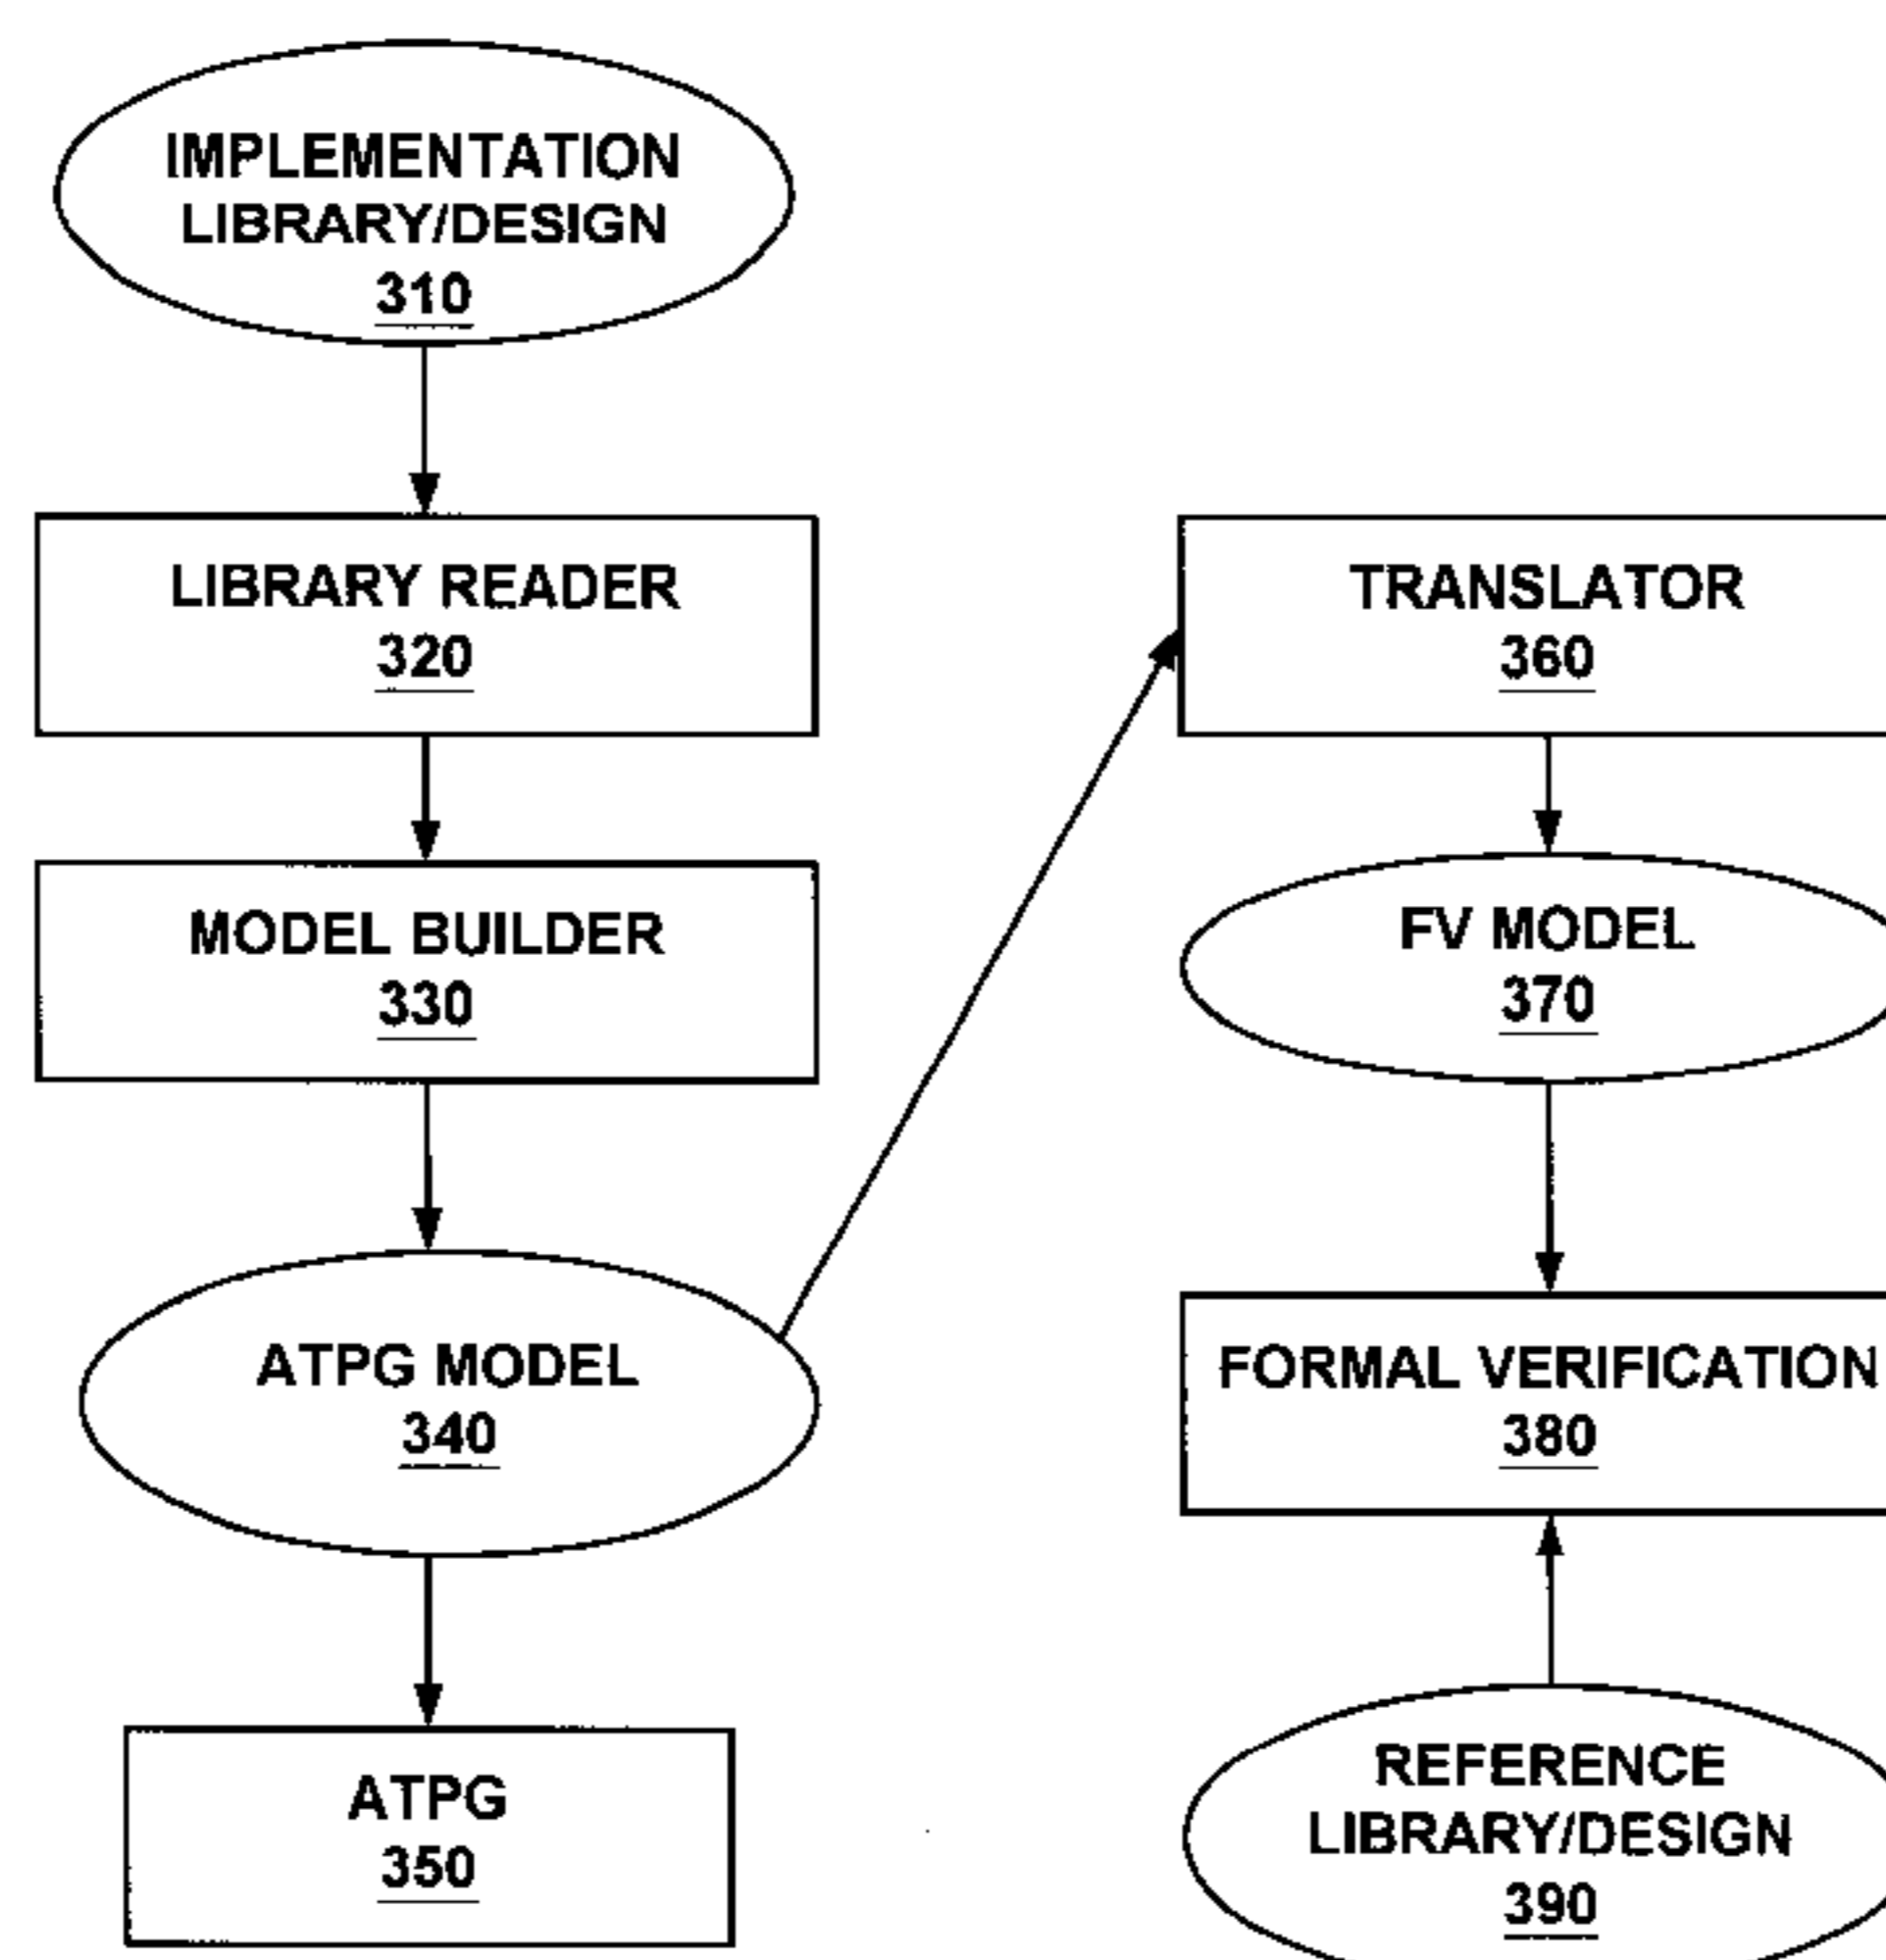 IMPLEMENTATION
LIBRARY/DESIGN
310
LIBRARY READER
320
MODEL BUILDER
330
ATPG MODEL
340
ATPG
350
TRANSLATOR
360
FV MODEL
370
FORMAL VERIFICATION
380
REFERENCE
LIBRARY/DESIGN
390